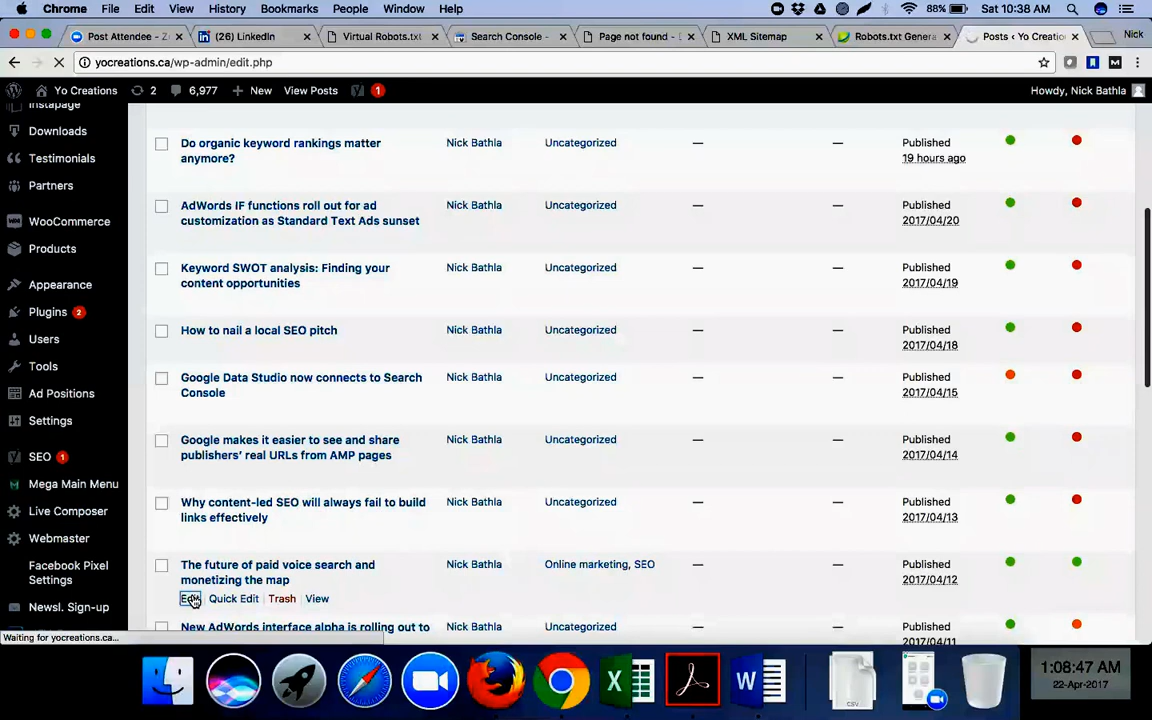 Chrome File Edit View History Bookmarks People Window Help 88% Sat 10:38 AM
Post Attendee - Z (26) LinkedIn Virtual Robots.txt Search Console - Page not found - XML Sitemap Robots.txt Genera Posts ‹ Yo Creatio Nick
yocreations.ca/wp-admin/edit.php
Yo Creations 2 6,977 New View Posts 1 Howdy, Nick Bathla
Instapage
Downloads
Testimonials
Partners
WooCommerce
Products
Appearance
Plugins 2
Users
Tools
Ad Positions
Settings
SEO 1
Mega Main Menu
Live Composer
Webmaster
Facebook Pixel
Settings
Newsl. Sign-up
Do organic keyword rankings matter Nick Bathla Uncategorized — — Published
anymore? 19 hours ago
AdWords IF functions roll out for ad Nick Bathla Uncategorized — — Published
customization as Standard Text Ads sunset 2017/04/20
Keyword SWOT analysis: Finding your Nick Bathla Uncategorized — — Published
content opportunities 2017/04/19
How to nail a local SEO pitch Nick Bathla Uncategorized — — Published
2017/04/18
Google Data Studio now connects to Search Nick Bathla Uncategorized — — Published
Console 2017/04/15
Google makes it easier to see and share Nick Bathla Uncategorized — — Published
publishers' real URLs from AMP pages 2017/04/14
Why content-led SEO will always fail to build Nick Bathla Uncategorized — — Published
links effectively 2017/04/13
The future of paid voice search and Nick Bathla Online marketing, SEO — — Published
monetizing the map 2017/04/12
Edit Quick Edit Trash View
New AdWords interface alpha is rolling out to Nick Bathla Uncategorized — — Published
2017/04/11
Waiting for yocreations.ca...
CSV
1:08:47 AM
22-Apr-2017